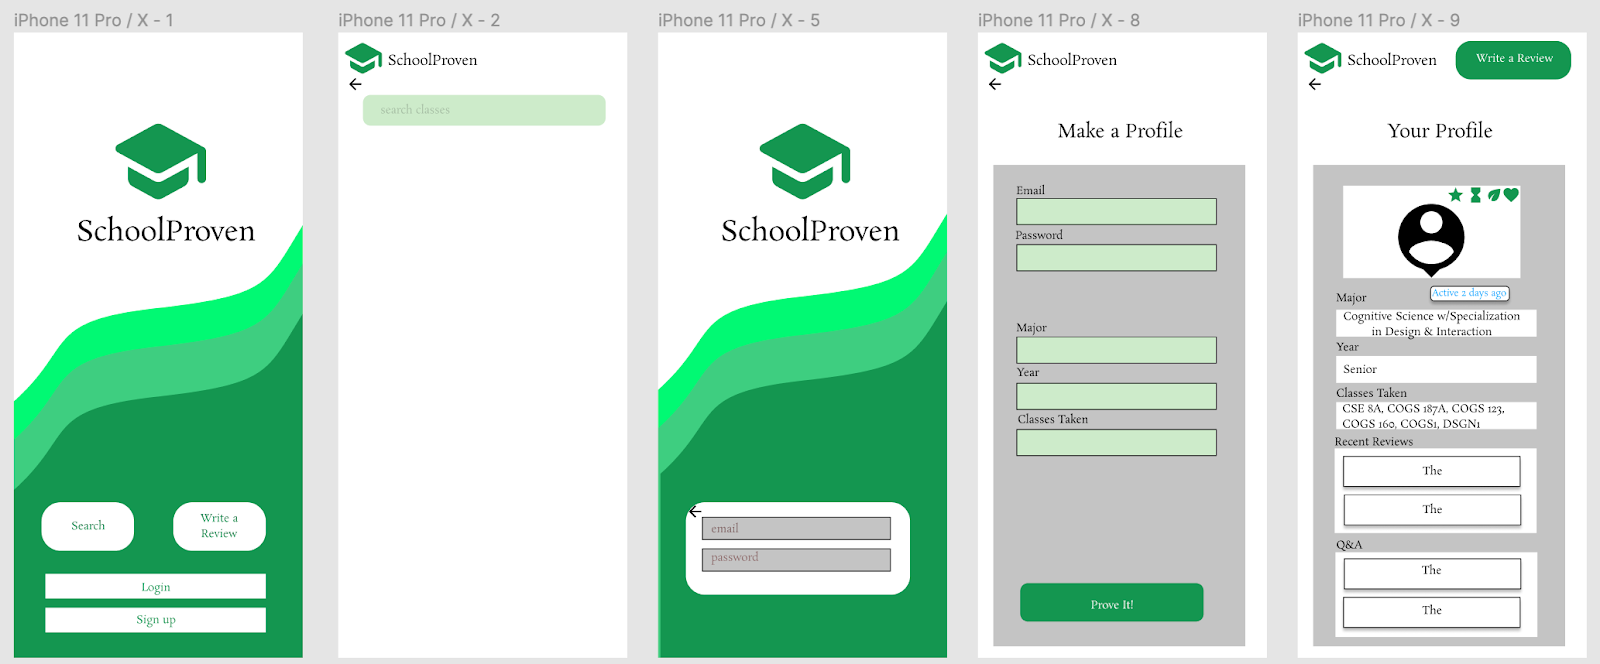 iPhone 11 Pro / X - 1
SchoolProven
Search
Write a
Review
Login
Sign up
iPhone 11 Pro / X - 2
SchoolProven
search classes
iPhone 11 Pro / X - 5
SchoolProven
email
password
iPhone 11 Pro / X - 8
SchoolProven
Make a Profile
Email
Password
Major
Year
Classes Taken
Prove It!
iPhone 11 Pro / X - 9
SchoolProven
Write a Review
Your Profile
Active 2 days ago
Major
Cognitive Science w/Specialization
in Design & Interaction
Year
Senior
Classes Taken
CSE 8A, COGS 187A, COGS 123,
COGS 160, COGS1, DSGN1
Recent Reviews
The
The
Q&A
The
The